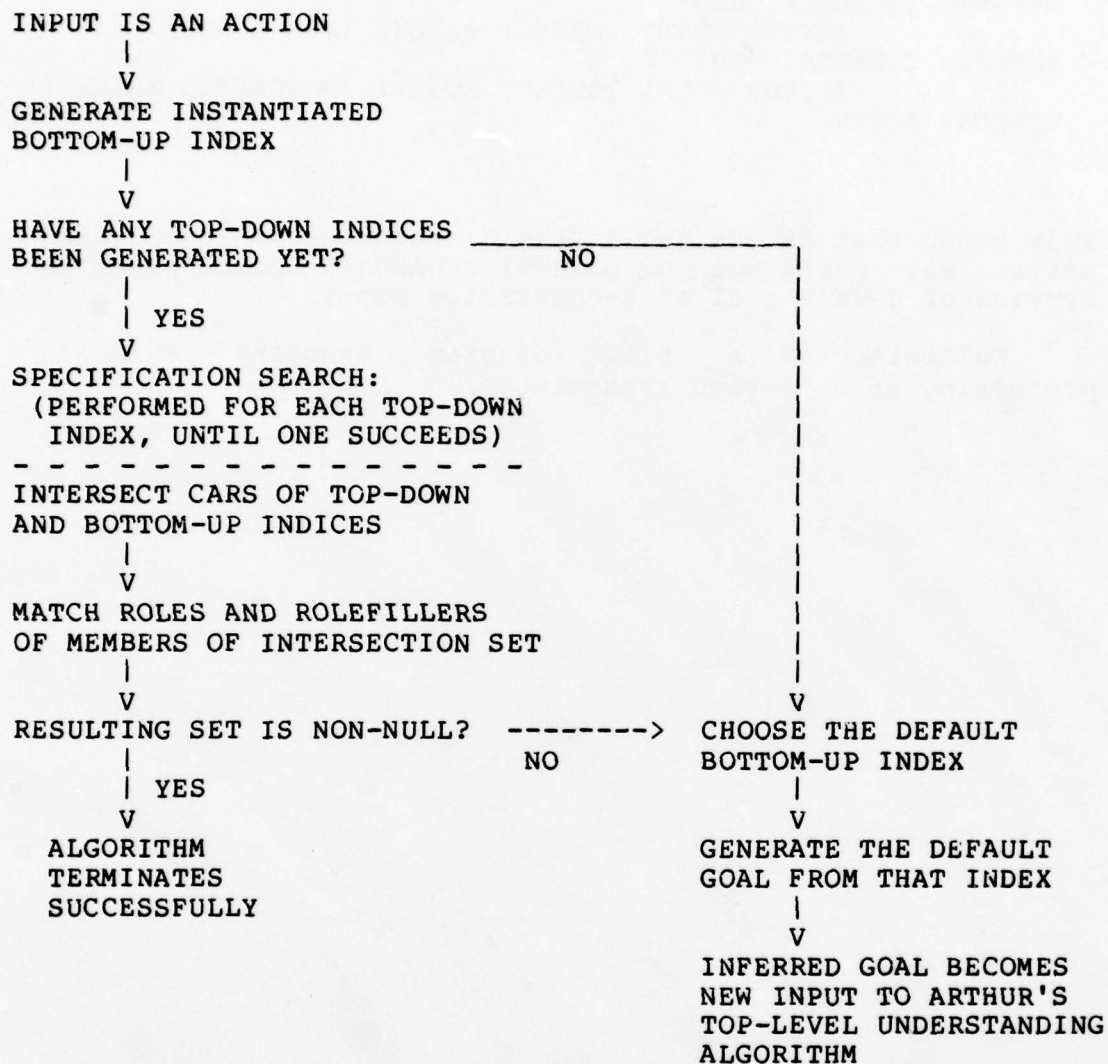 INPUT IS AN ACTION
|
V
GENERATE INSTANTIATED
BOTTOM-UP INDEX
|
V
HAVE ANY TOP-DOWN INDICES
BEEN GENERATED YET?
NO
YES
V
SPECIFICATION SEARCH:
(PERFORMED FOR EACH TOP-DOWN
INDEX, UNTIL ONE SUCCEEDS)
- - - - - - - - - - - - - - - -
INTERSECT CARS OF TOP-DOWN
AND BOTTOM-UP INDICES
|
V
MATCH ROLES AND ROLEFILLERS
OF MEMBERS OF INTERSECTION SET
|
V
RESULTING SET IS NON-NULL? -------->
NO
YES
V
ALGORITHM
TERMINATES
SUCCESSFULLY
V
CHOOSE THE DEFAULT
BOTTOM-UP INDEX
|
V
GENERATE THE DEFAULT
GOAL FROM THAT INDEX
|
V
INFERRED GOAL BECOMES
NEW INPUT TO ARTHUR'S
TOP-LEVEL UNDERSTANDING
ALGORITHM